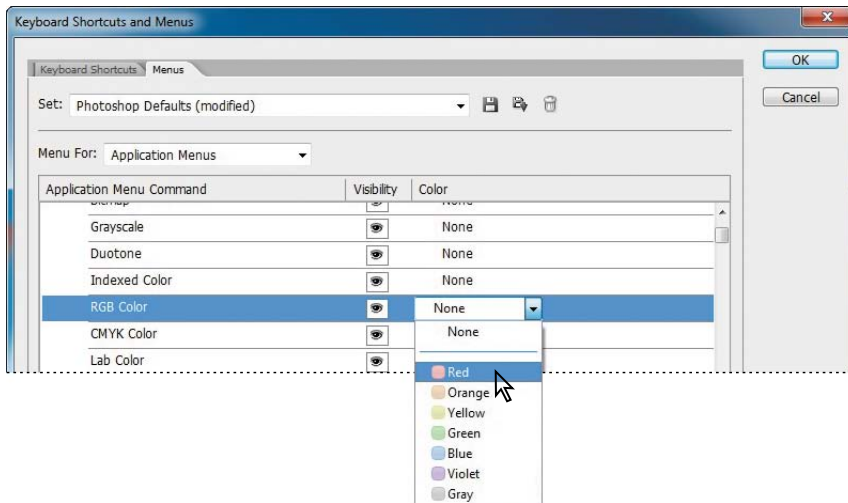 Keyboard Shortcuts and Menus
OK
Keyboard Shortcuts Menus
Set: Photoshop Defaults (modified)
Cancel
Menu For: Application Menus
Application Menu Command Visibility Color
Grayscale None
Duotone None
Indexed Color None
RGB Color None
CMYK Color None
Lab Color
Red
Orange
Yellow
Green
Blue
Violet
Gray